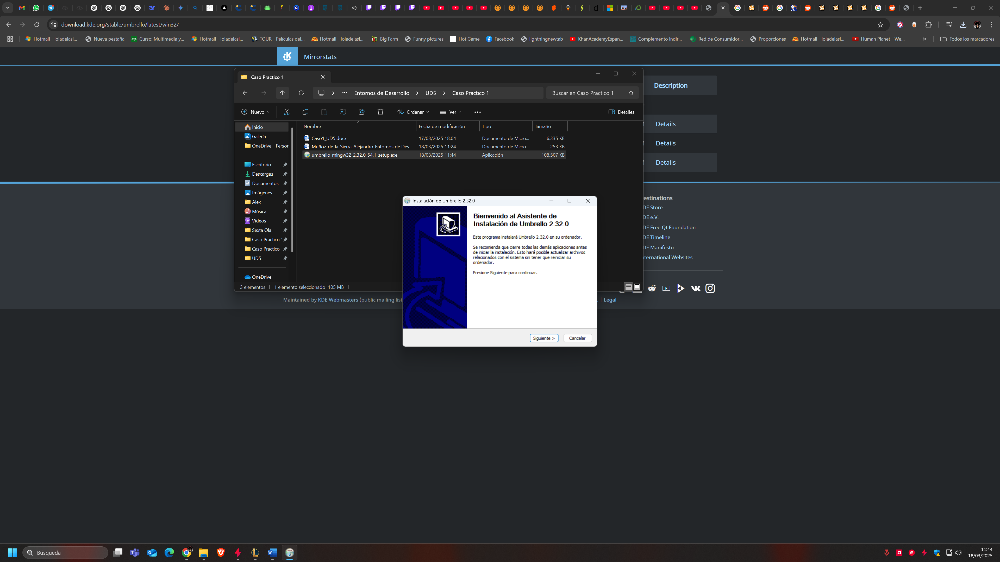 download.kde.org/stable/umbrello/latest/win32/
Hotmail - loladelasi...
Nueva pestaña
Curso: Multimedia y...
Hotmail - loladelasi...
TOUR - Películas del...
Hotmail - loladelasi...
Big Farm
Funny pictures
Hot Game
Facebook
lightningnewtab
KhanAcademyEspan...
Complemento indir...
Red de Consumidor...
Proporciones
Hotmail - loladelasi...
Human Planet - We...
Todos los marcadores
Mirrorstats
Caso Practico 1
Description
Entornos de Desarrollo
UD5
Caso Practico 1
Buscar en Caso Practico 1
Nuevo
Ordenar
Ver
Detalles
Inicio
Galería
OneDrive - Person
Escritorio
Descargas
Documentos
Imágenes
Alex
Música
Vídeos
Sexta Ola
Caso Practico
Caso Practico
UD5
OneDrive
Nombre
Fecha de modificación
Tipo
Tamaño
Caso1_UD5.docx 17/03/2025 18:04 Documento de Micro... 6.335 KB
Muñoz_de_la_Sierra_Alejandro_Entornos de Des... 18/03/2025 11:24 Documento de Micro... 253 KB
umbrello-mingw32-2.32.0-54.1-setup.exe 18/03/2025 11:44 Aplicación 108.507 KB
3 elementos
1 elemento seleccionado 105 MB
Details
Details
Details
estinations
DE Store
DE e.V.
DE Free Qt Foundation
DE Timeline
DE Manifesto
ternational Websites
Maintained by KDE Webmasters (public mailing list
. | Legal
Instalación de Umbrello 2.32.0
Bienvenido al Asistente de
Instalación de Umbrello 2.32.0
Este programa instalará Umbrello 2.32.0 en su ordenador.
Se recomienda que cierre todas las demás aplicaciones antes
de iniciar la instalación. Esto hará posible actualizar archivos
relacionados con el sistema sin tener que reiniciar su
ordenador.
Presione Siguiente para continuar.
Siguiente >
Cancelar
Búsqueda
11:44
18/03/2025